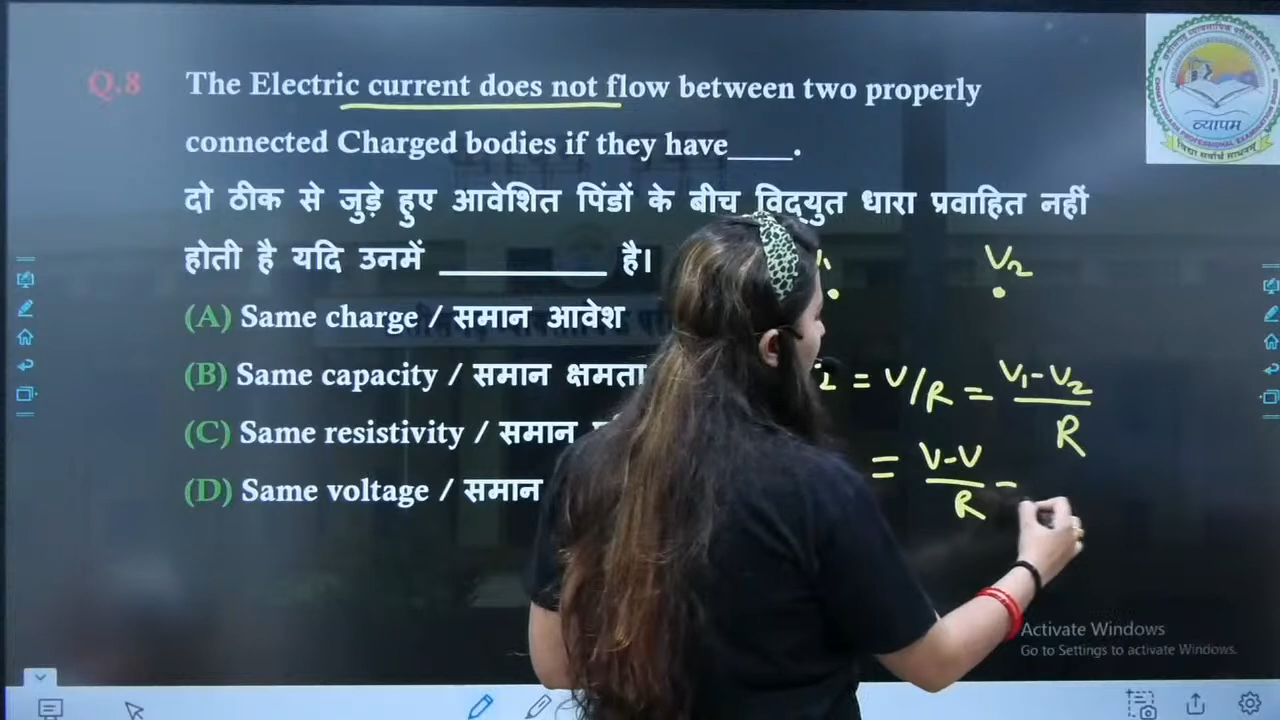 Q.8 The Electric current does not flow between two properly
connected Charged bodies if they have____.
दो ठीक से जुड़े हुए आवेशित पिंडों के बीच विद्युत धारा प्रवाहित नहीं
होती है यदि उनमें __________ है।
(A) Same charge / समान आवेश
(B) Same capacity / समान क्षमता
(C) Same resistivity / समान
(D) Same voltage / समान
V₂
= V/R = V₁-V₂/R
= V-V/R =
व्यापम
Activate Windows
Go to Settings to activate Windows.